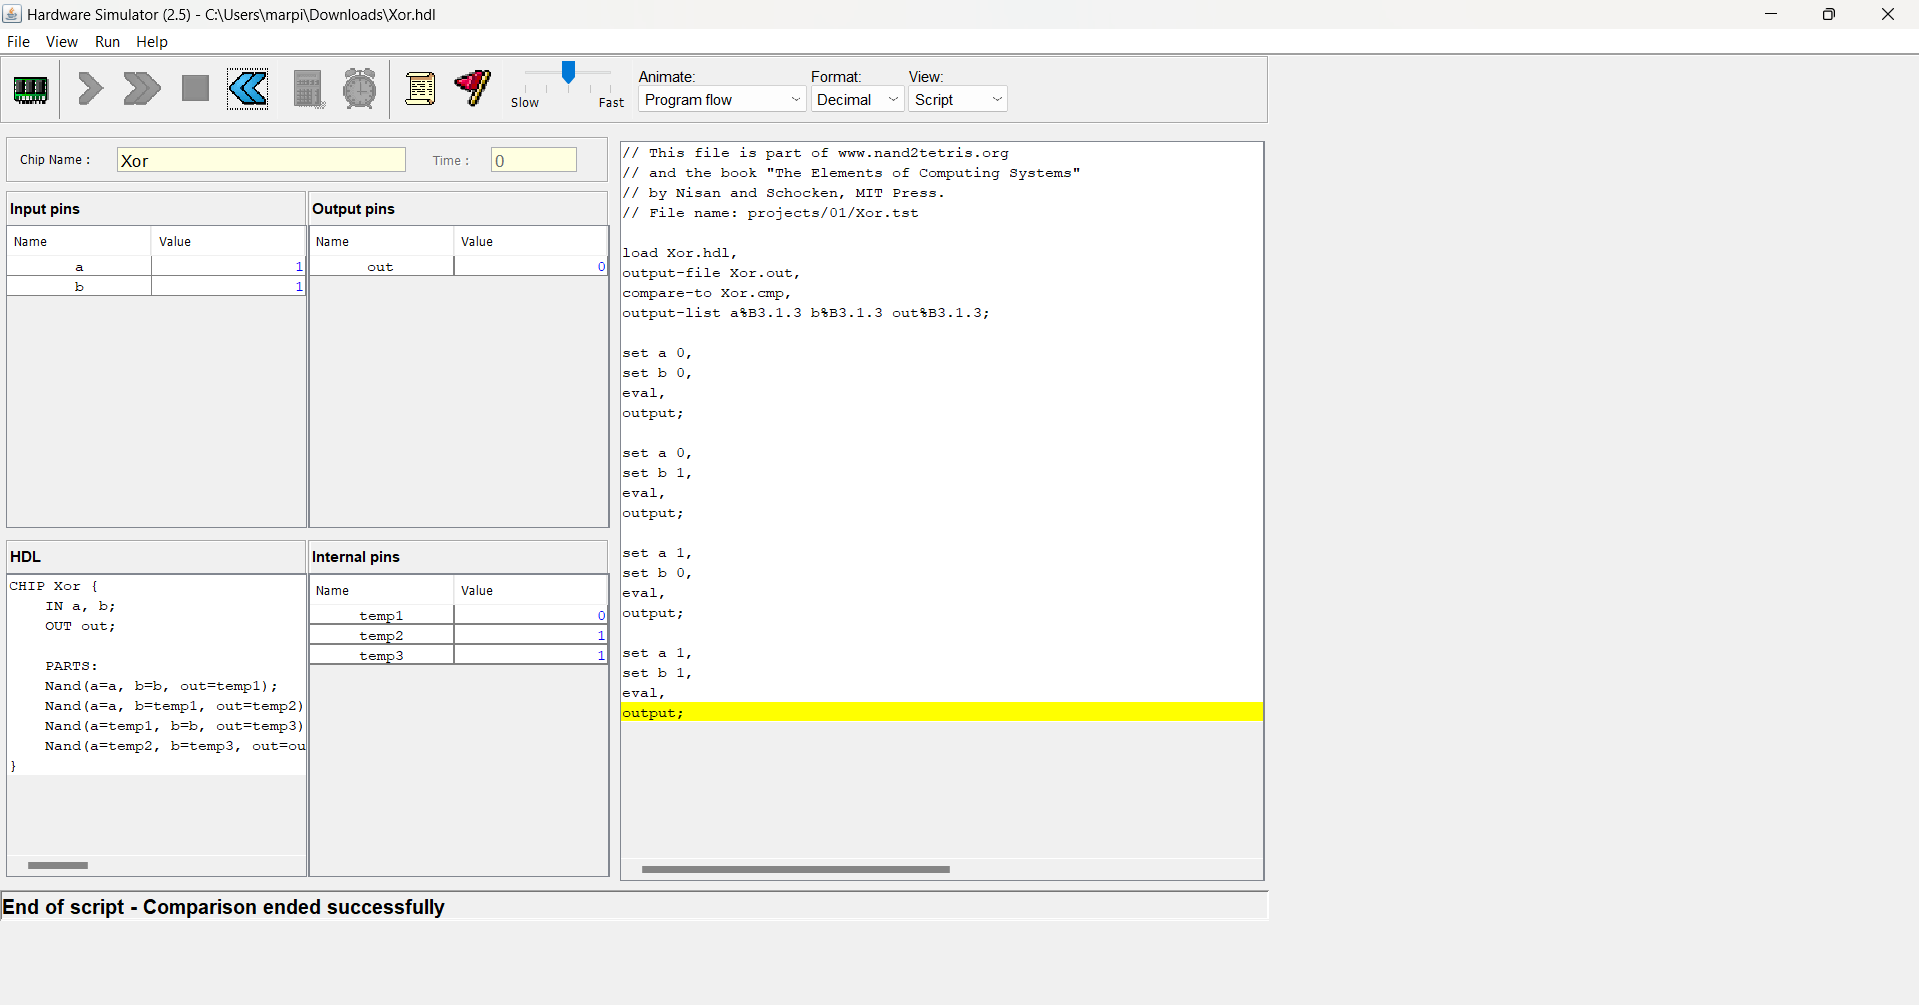 Hardware Simulator (2.5) - C:\Users\marpi\Downloads\Xor.hdl
File View Run Help
Slow Fast
Animate:
Program flow
Format:
Decimal
View:
Script
Chip Name :
Xor
Time :
0
Input pins
Name Value
a 1
b 1
Output pins
Name Value
out 0
HDL
CHIP Xor {
    IN a, b;
    OUT out;
    PARTS:
    Nand(a=a, b=b, out=temp1);
    Nand(a=a, b=temp1, out=temp2)
    Nand(a=temp1, b=b, out=temp3)
    Nand(a=temp2, b=temp3, out=ou
}
Internal pins
Name Value
temp1 0
temp2 1
temp3 1
// This file is part of www.nand2tetris.org
// and the book "The Elements of Computing Systems"
// by Nisan and Schocken, MIT Press.
// File name: projects/01/Xor.tst
load Xor.hdl,
output-file Xor.out,
compare-to Xor.cmp,
output-list a%B3.1.3 b%B3.1.3 out%B3.1.3;
set a 0,
set b 0,
eval,
output;
set a 0,
set b 1,
eval,
output;
set a 1,
set b 0,
eval,
output;
set a 1,
set b 1,
eval,
output;
End of script - Comparison ended successfully